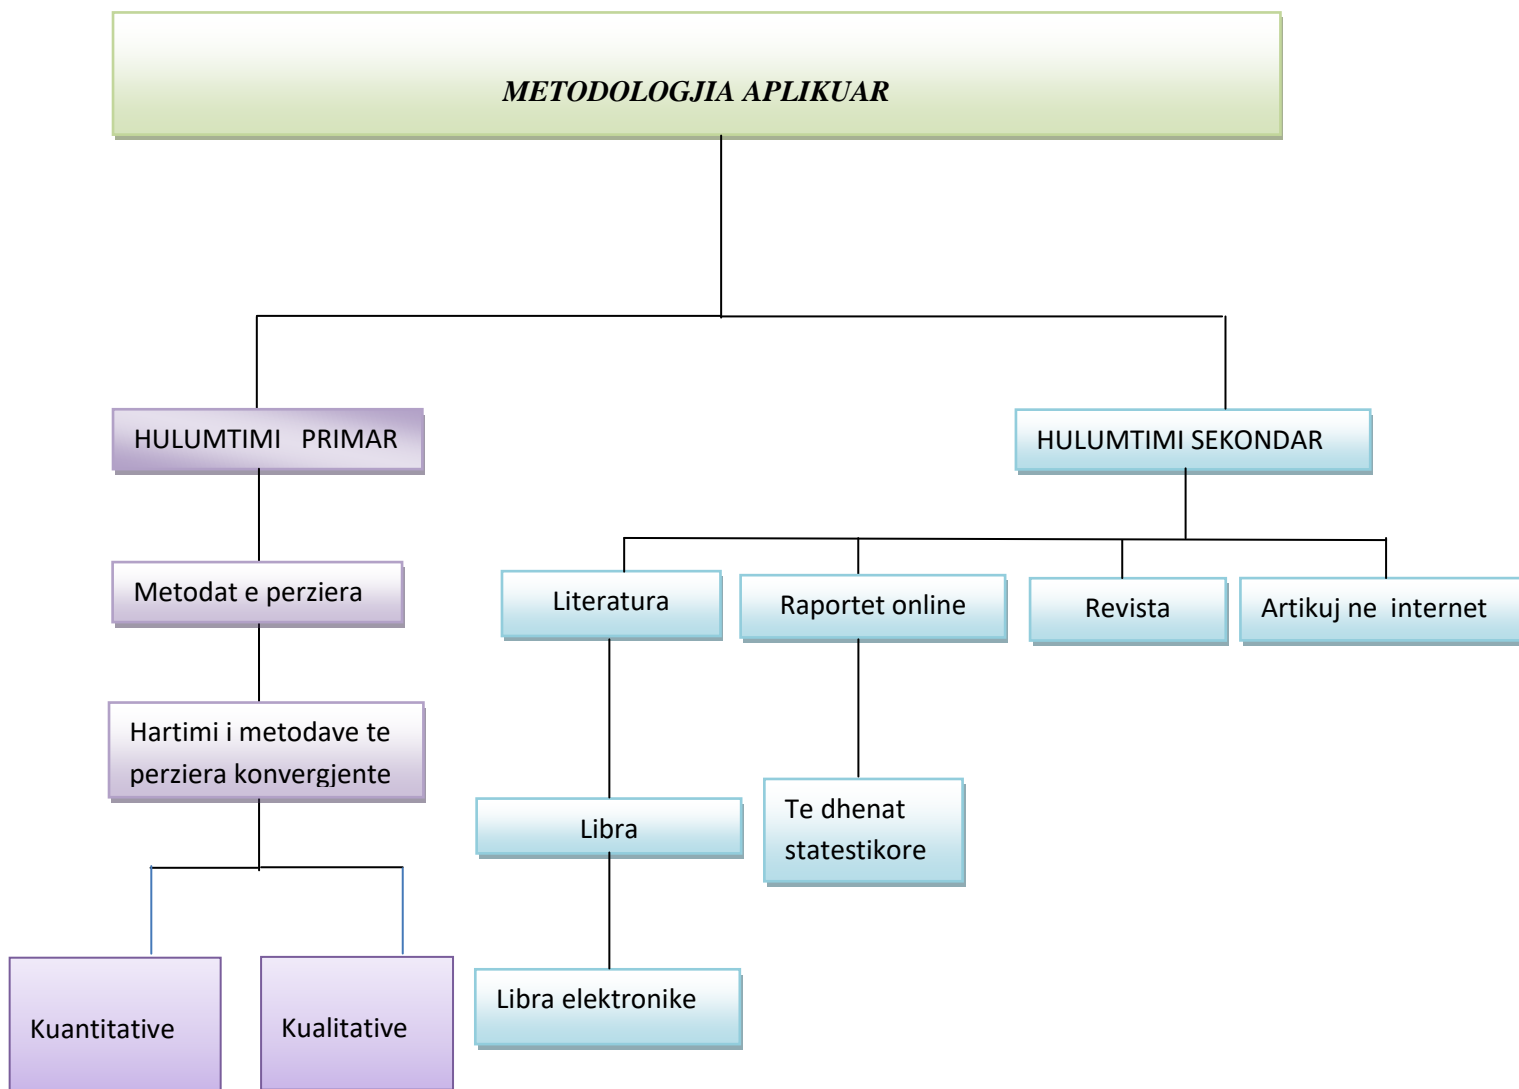 METODOLOGJIA APLIKUAR
HULUMTIMI PRIMAR
HULUMTIMI SEKONDAR
Metodat e perziera
Literatura
Raportet online
Revista
Artikuj ne internet
Hartimi i metodave te
perziera konvergjente
Libra
Te dhenat
statestikore
Kuantitative
Kualitative
Libra elektronike